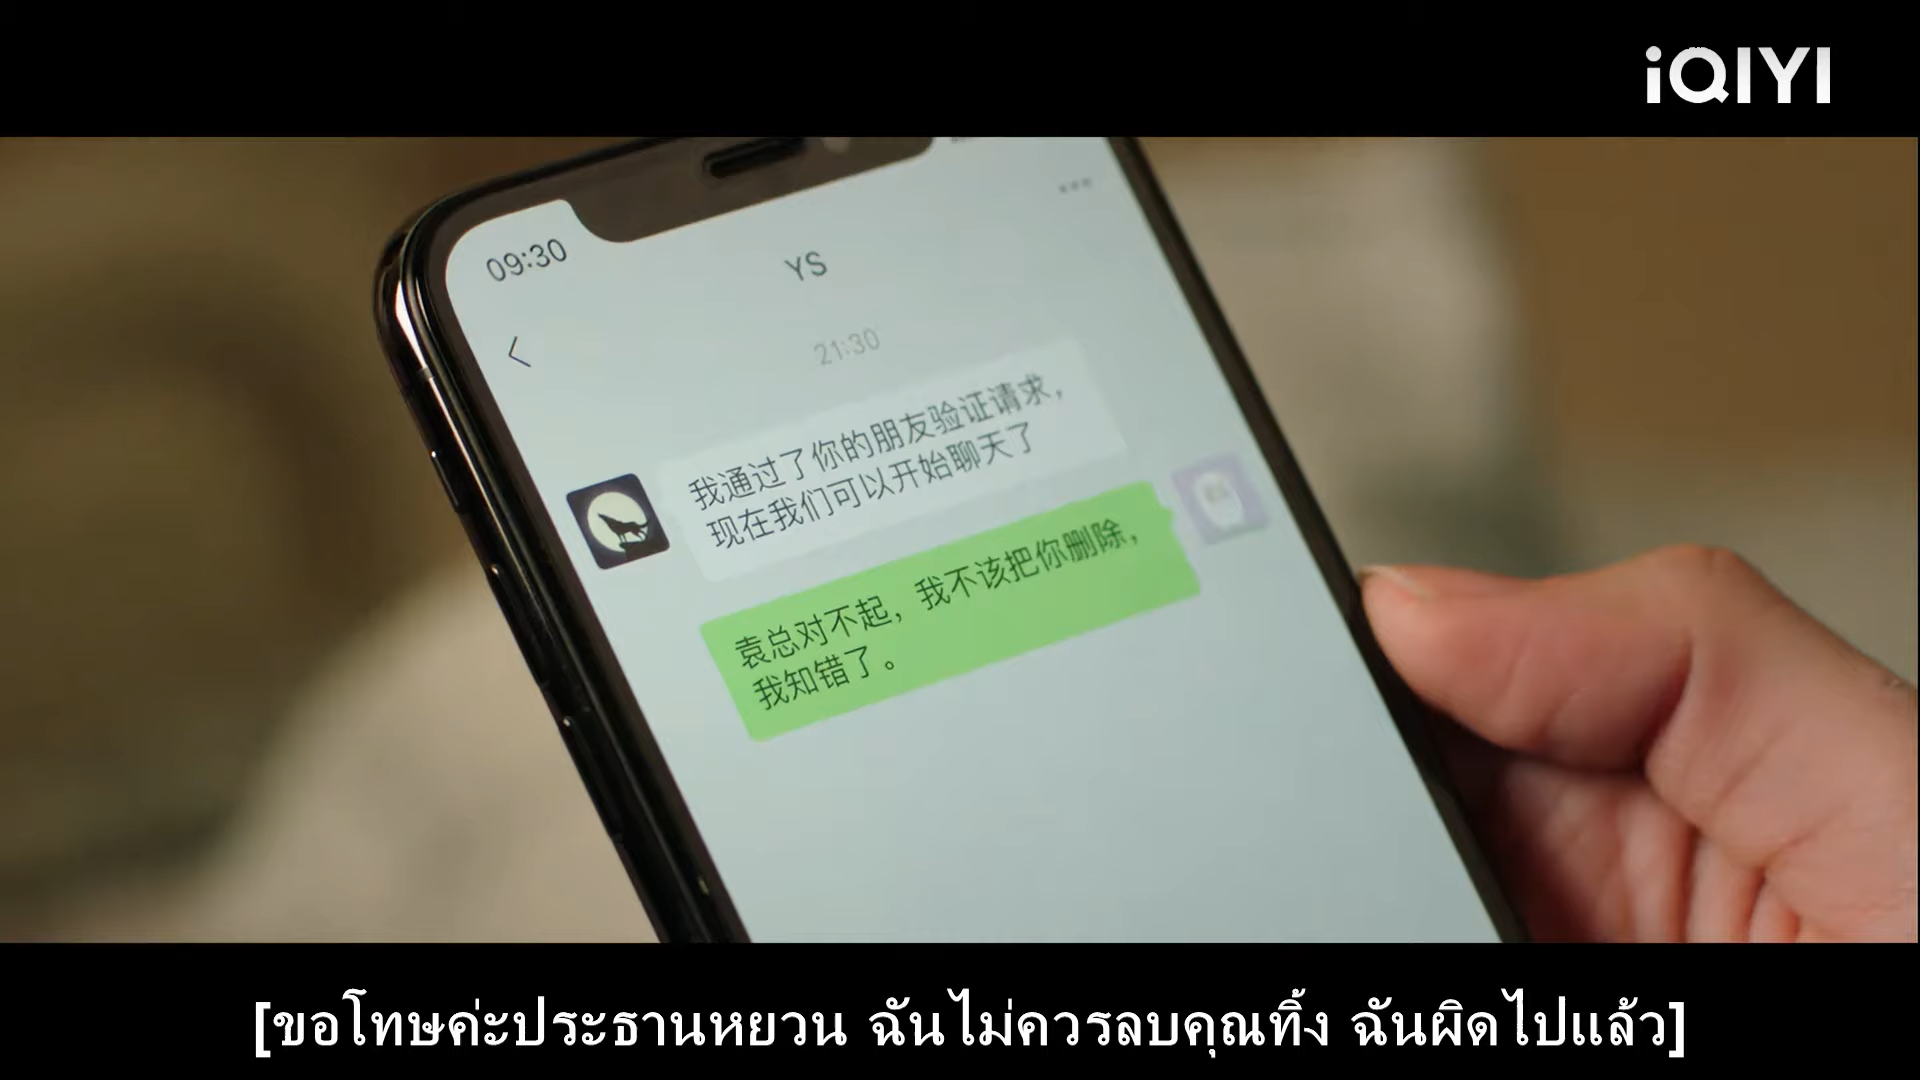 iQIYI
09:30
YS
21:30
我通过了你的朋友验证请求，
现在我们可以开始聊天了
袁总对不起，我不该把你删除，
我知错了。
[ขอโทษค่ะประธานหยวน ฉันไม่ควรลบคุณทิ้ง ฉันผิดไปแล้ว]